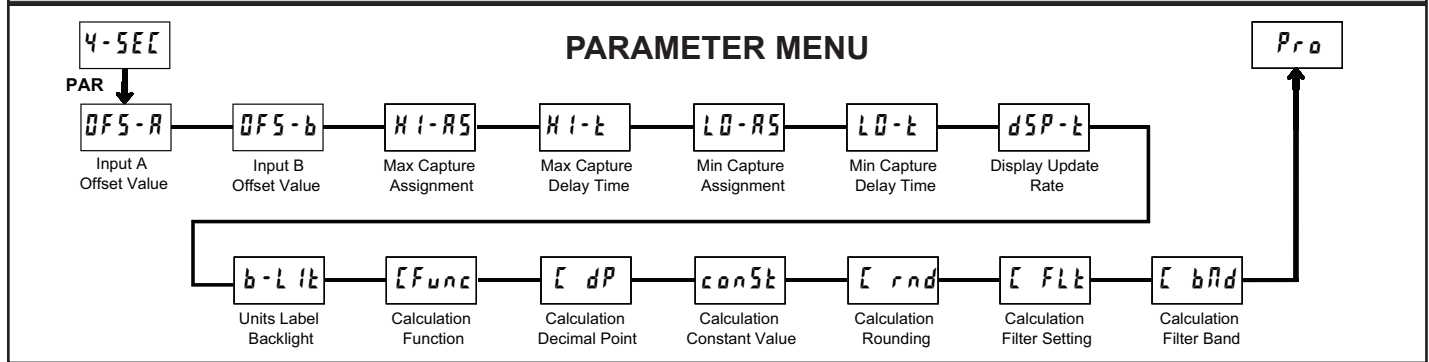 4-SEC
PARAMETER MENU
Pro
PAR
OFS-A
OFS-b
HI-AS
HI-t
LO-AS
LO-t
dSP-t
Input A
Offset Value
Input B
Offset Value
Max Capture
Assignment
Max Capture
Delay Time
Min Capture
Assignment
Min Capture
Delay Time
Display Update
Rate
b-LIt
CFunc
C dP
conSt
C rnd
C FLt
C bNd
Units Label
Backlight
Calculation
Function
Calculation
Decimal Point
Calculation
Constant Value
Calculation
Rounding
Calculation
Filter Setting
Calculation
Filter Band